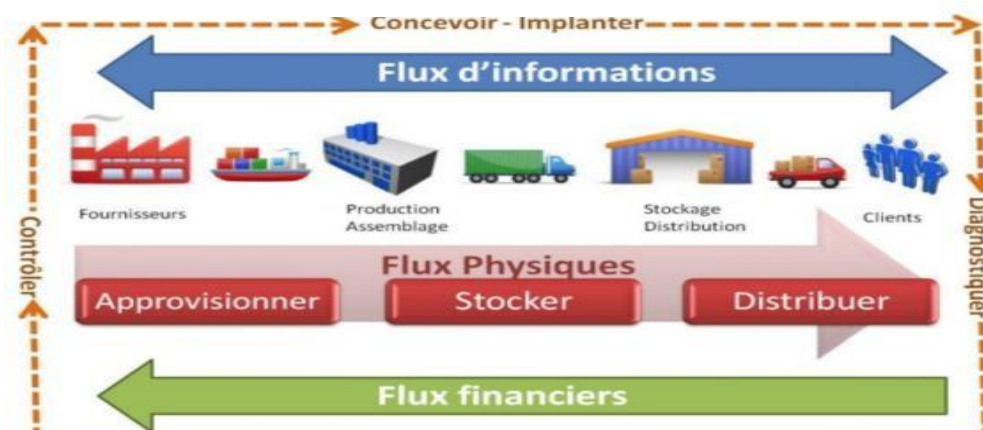 Concevoir - Implanter
Flux d'informations
Fournisseurs
Production
Assemblage
Stockage
Distribution
Clients
Contrôler
Diagnostiquer
Flux Physiques
Approvisionner
Stocker
Distribuer
Flux financiers